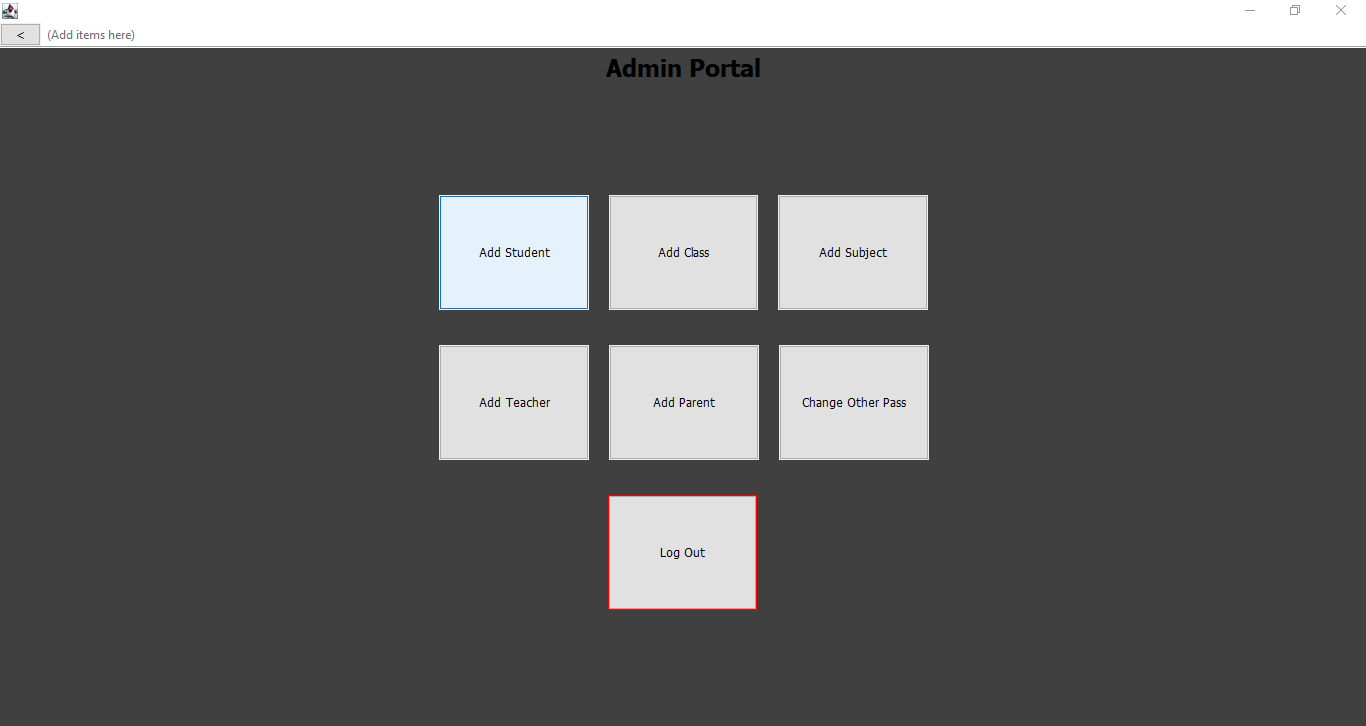 < (Add items here)
Admin Portal
Add Student Add Class Add Subject
Add Teacher Add Parent Change Other Pass
Log Out